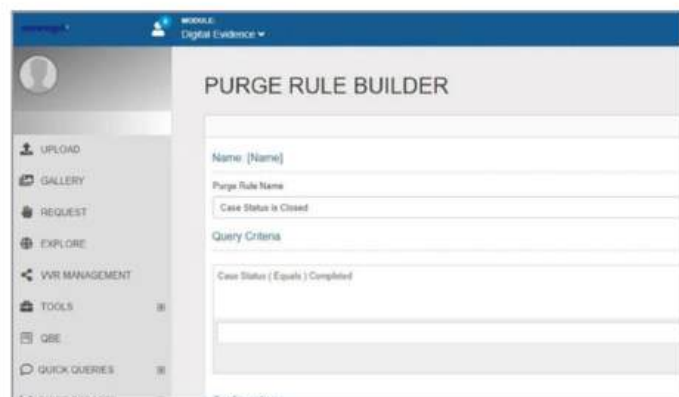 MODULE:
Digital Evidence
PURGE RULE BUILDER
UPLOAD
GALLERY
REQUEST
EXPLORE
VVR MANAGEMENT
TOOLS
QBE
QUICK QUERIES
Name [Name]
Purge Rule Name
Case Status is Closed
Query Criteria
Case Status ( Equals ) Completed